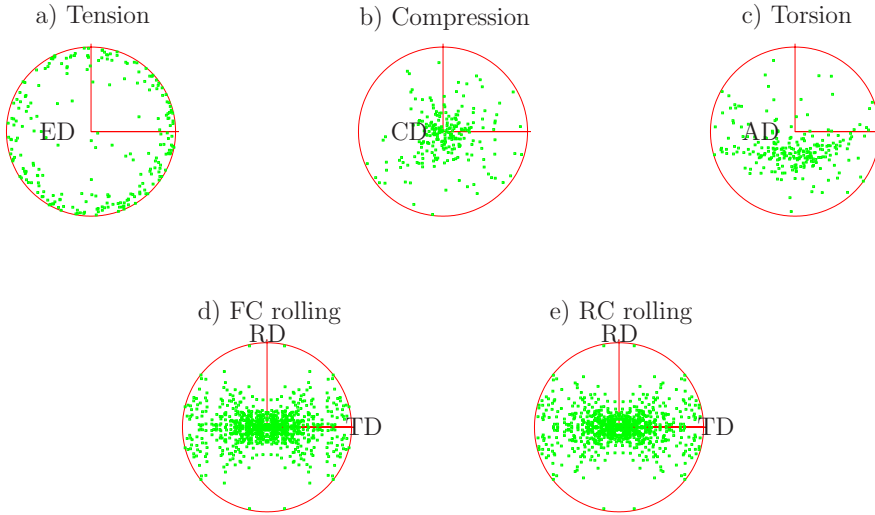 a) Tension
b) Compression
c) Torsion
ED
CD
AD
d) FC rolling
e) RC rolling
RD
RD
TD
TD